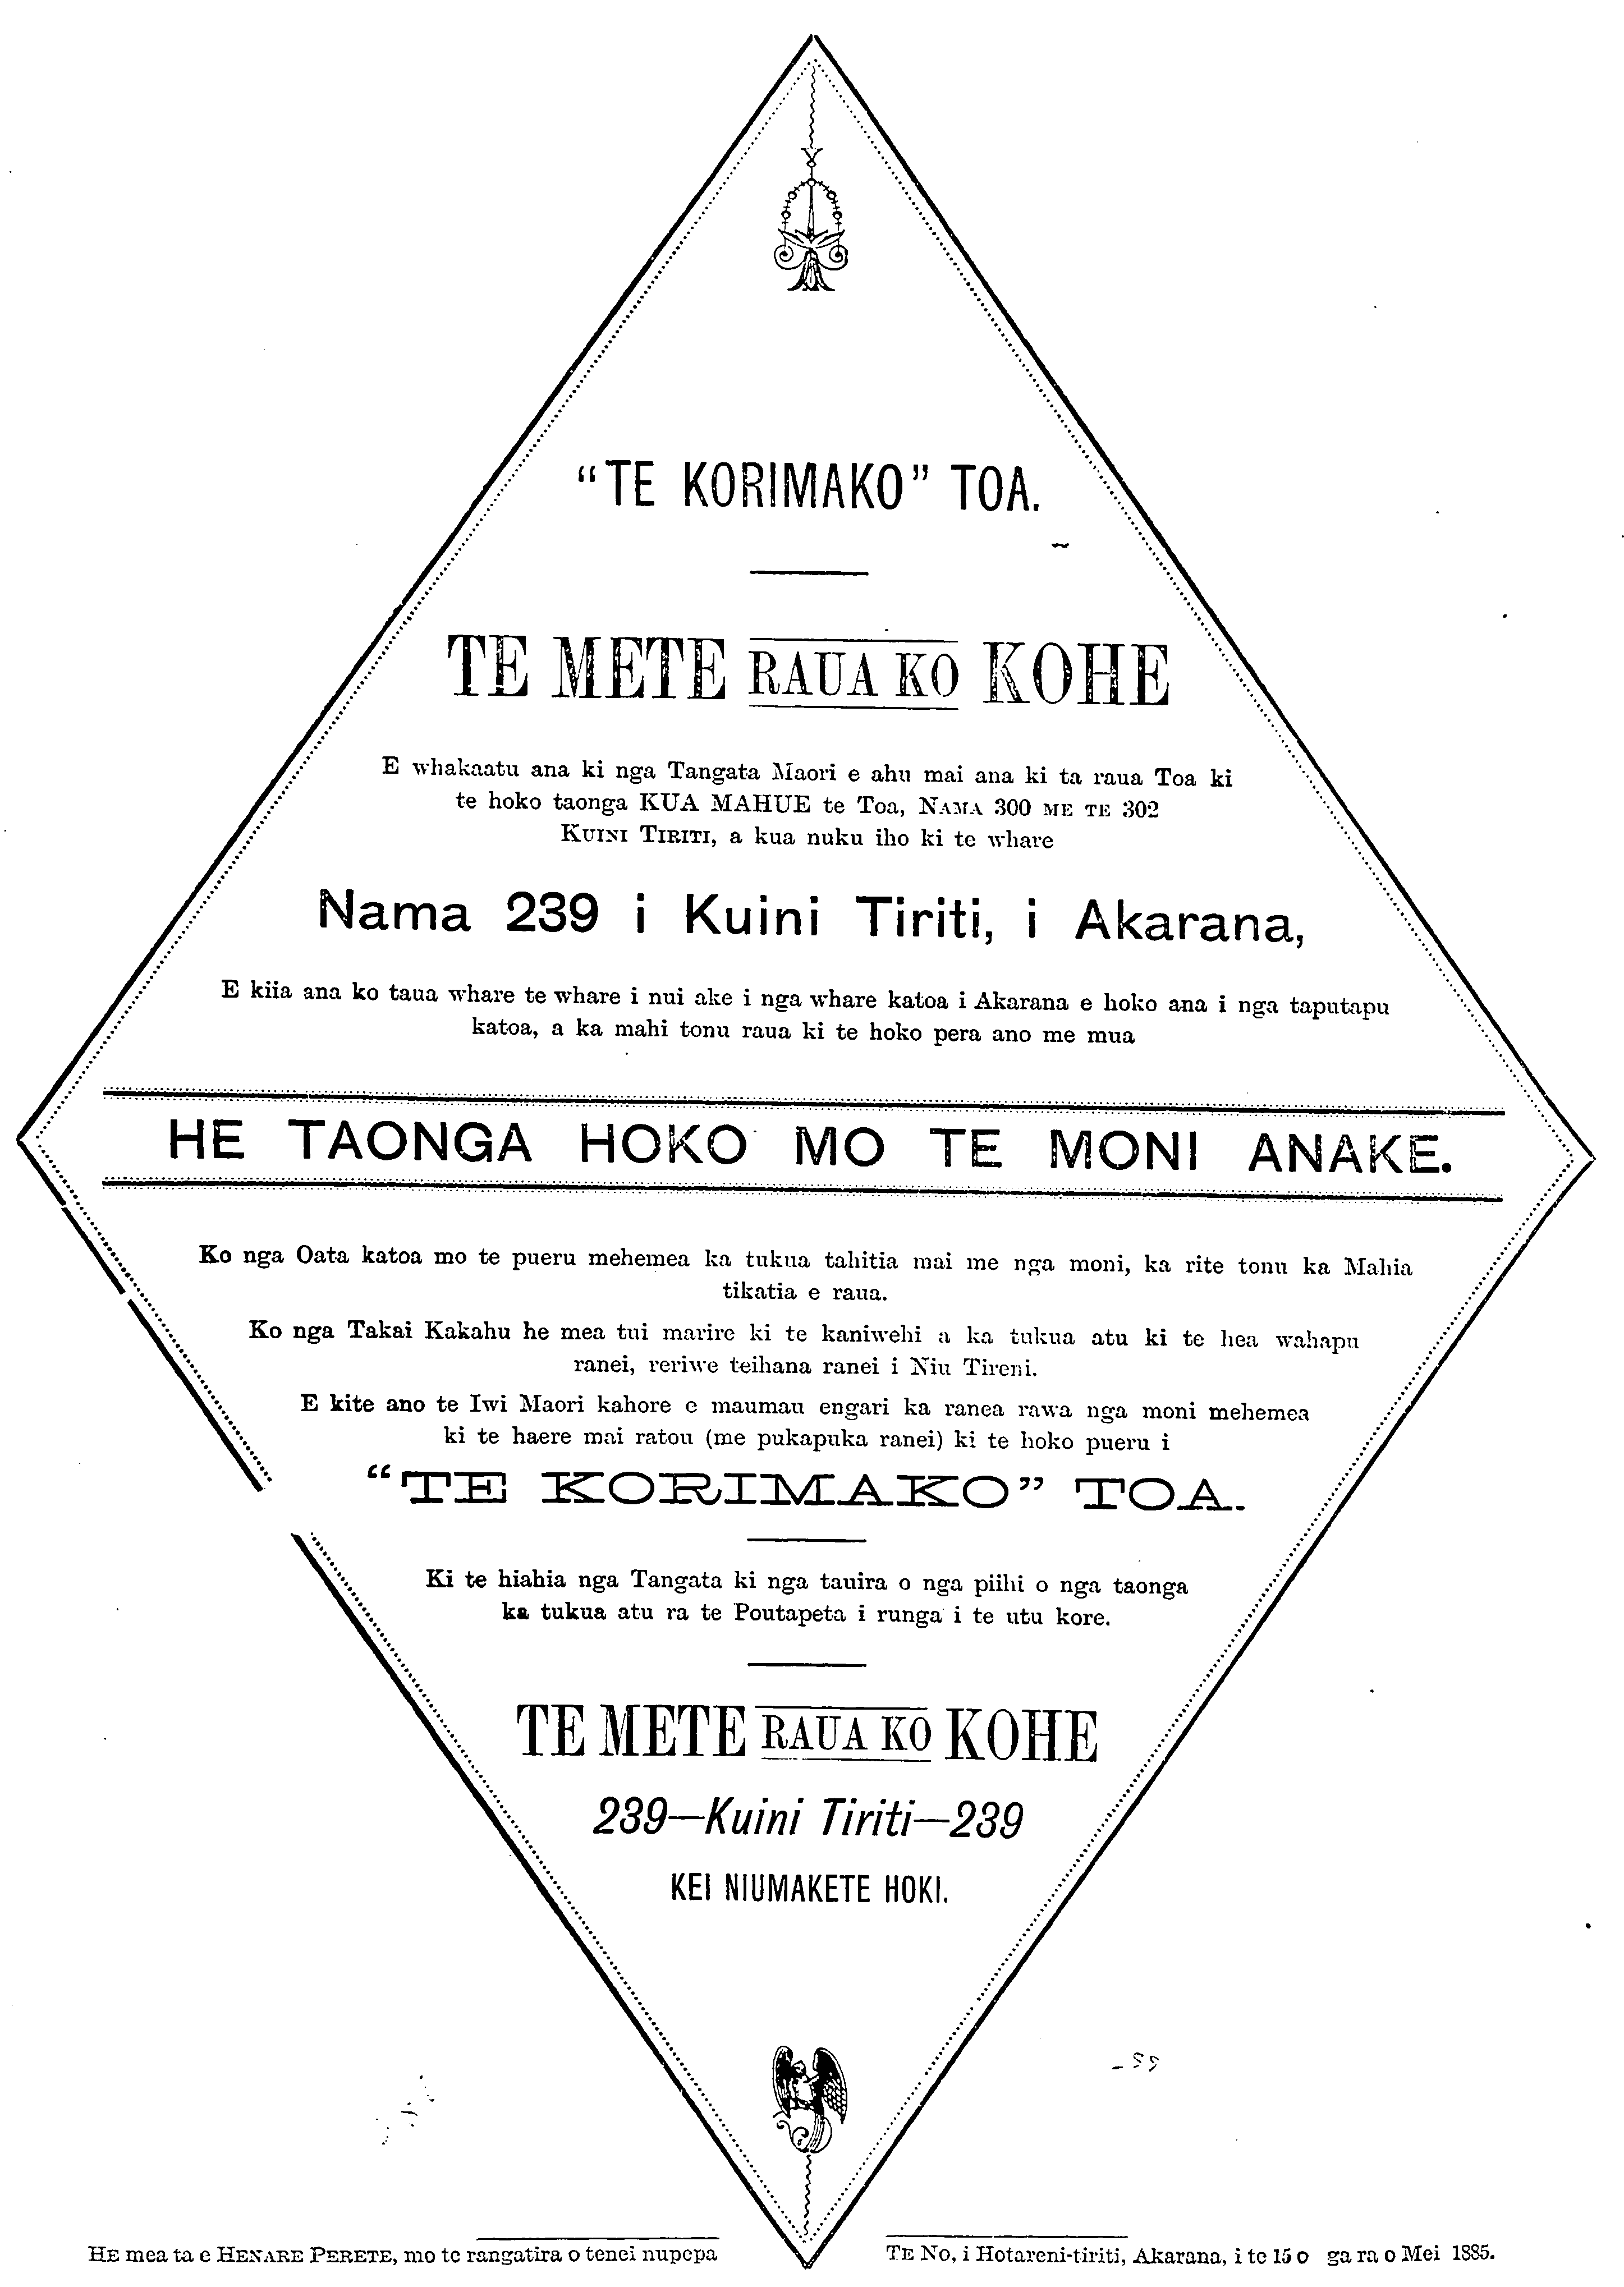 “TE KORIMAKO” TOA.
TE METE RAUA KO KOHE
E whakaatu ana ki nga Tangata Maori e ahu mai ana ki ta raua Toa ki
te hoko taonga KUA MAHUE te Toa, NAMA 300 ME TE 302
KUINI TIRITI, a kua nuku iho ki te whare
Nama 239 i Kuini Tiriti, i Akarana,
E kiia ana ko taua whare te whare i nui ake i nga whare katoa i Akarana e hoko ana i nga taputapu
katoa, a ka mahi tonu raua ki te hoko pera ano me mua
HE TAONGA HOKO MO TE MONI ANAKE.
Ko nga Oata katoa mo te pueru mehemea ka tukua tahitia mai me nga moni, ka rite tonu ka Mahia
tikatia e raua.
Ko nga Takai Kakahu he mea tui marire ki te kaniwehi a ka tukua atu ki te hea wahapu
ranei, reriwe teihana ranei i Niu Tireni.
E kite ano te Iwi Maori kahore e maumau engari ka ranea rawa nga moni mehemea
ki te haere mai ratou (me pukapuka ranei) ki te hoko pueru i
“TE KORIMAKO” TOA.
Ki te hiahia nga Tangata ki nga tauira o nga piihi o nga taonga
ka tukua atu ra te Poutapeta i runga i te utu kore.
TE METE RAUA KO KOHE
239—Kuini Tiriti—239
KEI NIUMAKETE HOKI.
HE mea ta e HENARE PERETE, mo te rangatira o tenei nupepa TE NO, i Hotareni-tiriti, Akarana, i te 15 o ga ra o Mei 1885.